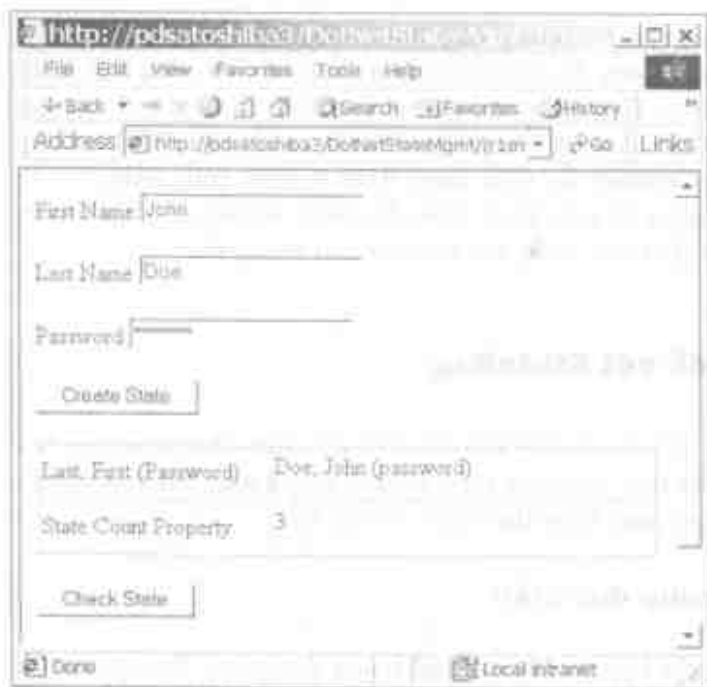 http://pdsatoshiba3/DotNetStat
File Edit View Favorites Tools Help
Back Search Favorites History
Address http://pdsatoshiba3/DotNetStateMgmt/ Go Links
First Name John
Last Name Doe
Password
Create State
Last, First (Password) Doe, John (password)
State Count Property 3
Check State
Done Local intranet